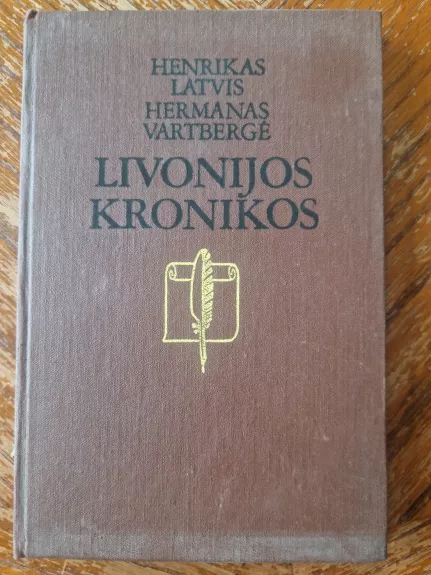 HENRIKAS
LATVIS
HERMANAS
VARTBERGĖ
LIVONIJOS
KRONIKOS